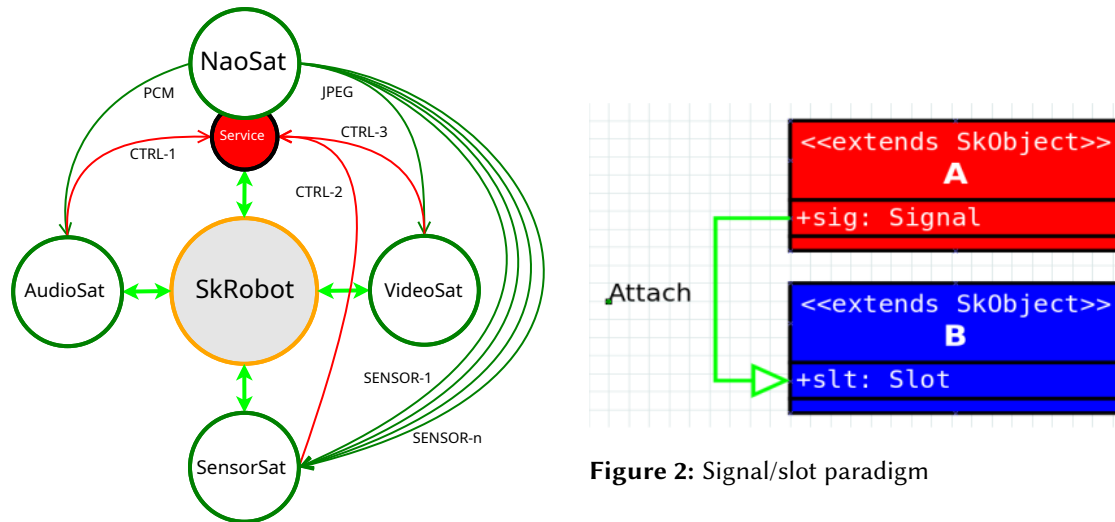 NaoSat
PCM
JPEG
Service
CTRL-1
CTRL-3
CTRL-2
AudioSat
SkRobot
VideoSat
SENSOR-1
SENSOR-n
SensorSat
<<extends SkObject>>
A
+sig: Signal
Attach
<<extends SkObject>>
B
+slt: Slot
Figure 2: Signal/slot paradigm